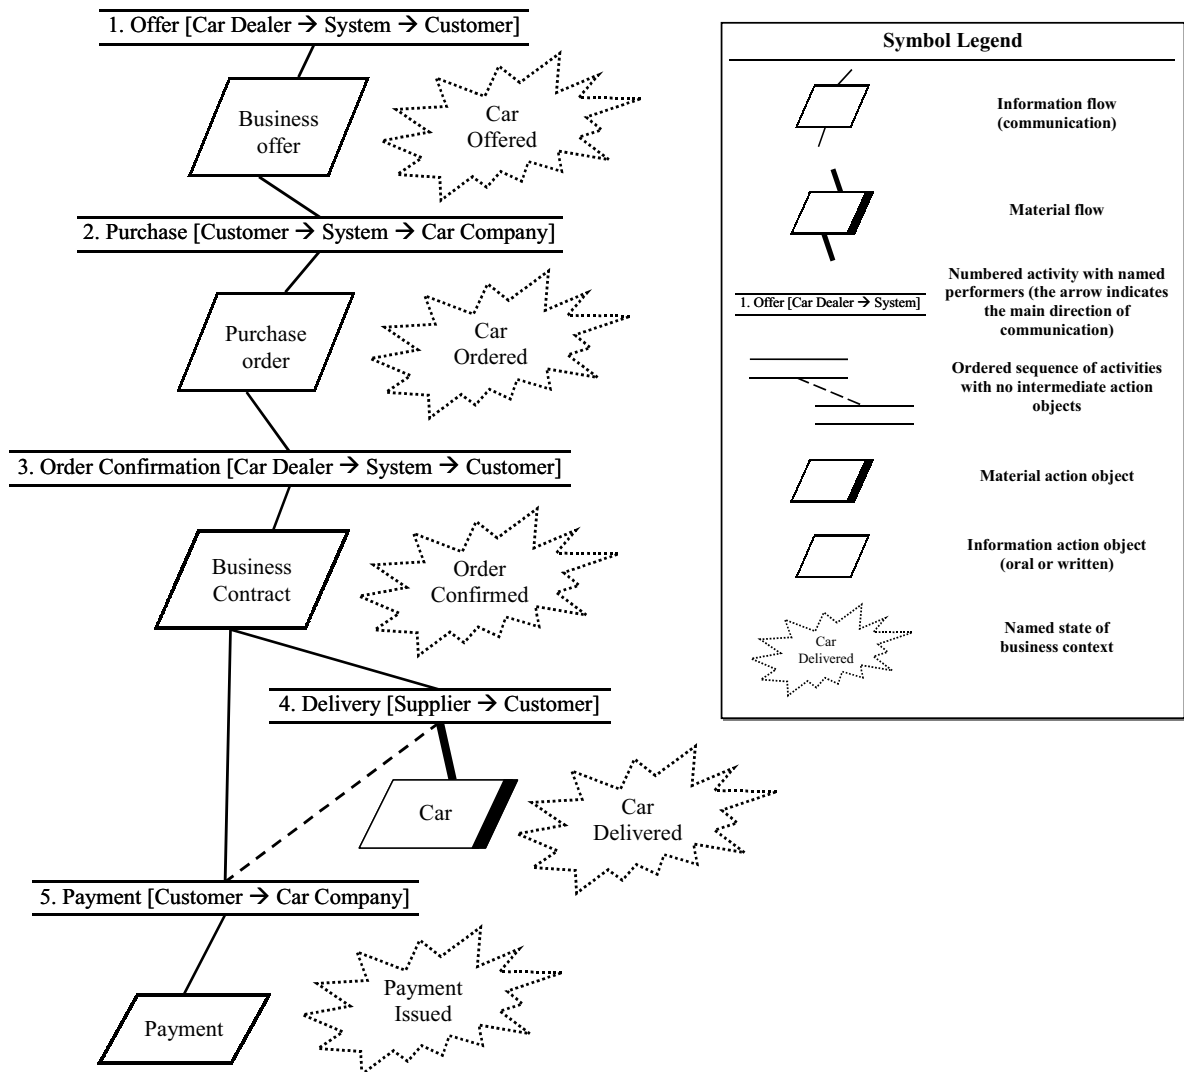 1. Offer [Car Dealer → System → Customer]
Business
offer
Car
Offered
2. Purchase [Customer → System → Car Company]
Purchase
order
Car
Ordered
3. Order Confirmation [Car Dealer → System → Customer]
Business
Contract
Order
Confirmed
4. Delivery [Supplier → Customer]
Car
Car
Delivered
5. Payment [Customer → Car Company]
Payment
Payment
Issued
Symbol Legend
Information flow
(communication)
Material flow
1. Offer [Car Dealer → System]
Numbered activity with named
performers (the arrow indicates
the main direction of
communication)
Ordered sequence of activities
with no intermediate action
objects
Material action object
Information action object
(oral or written)
Car
Delivered
Named state of
business context